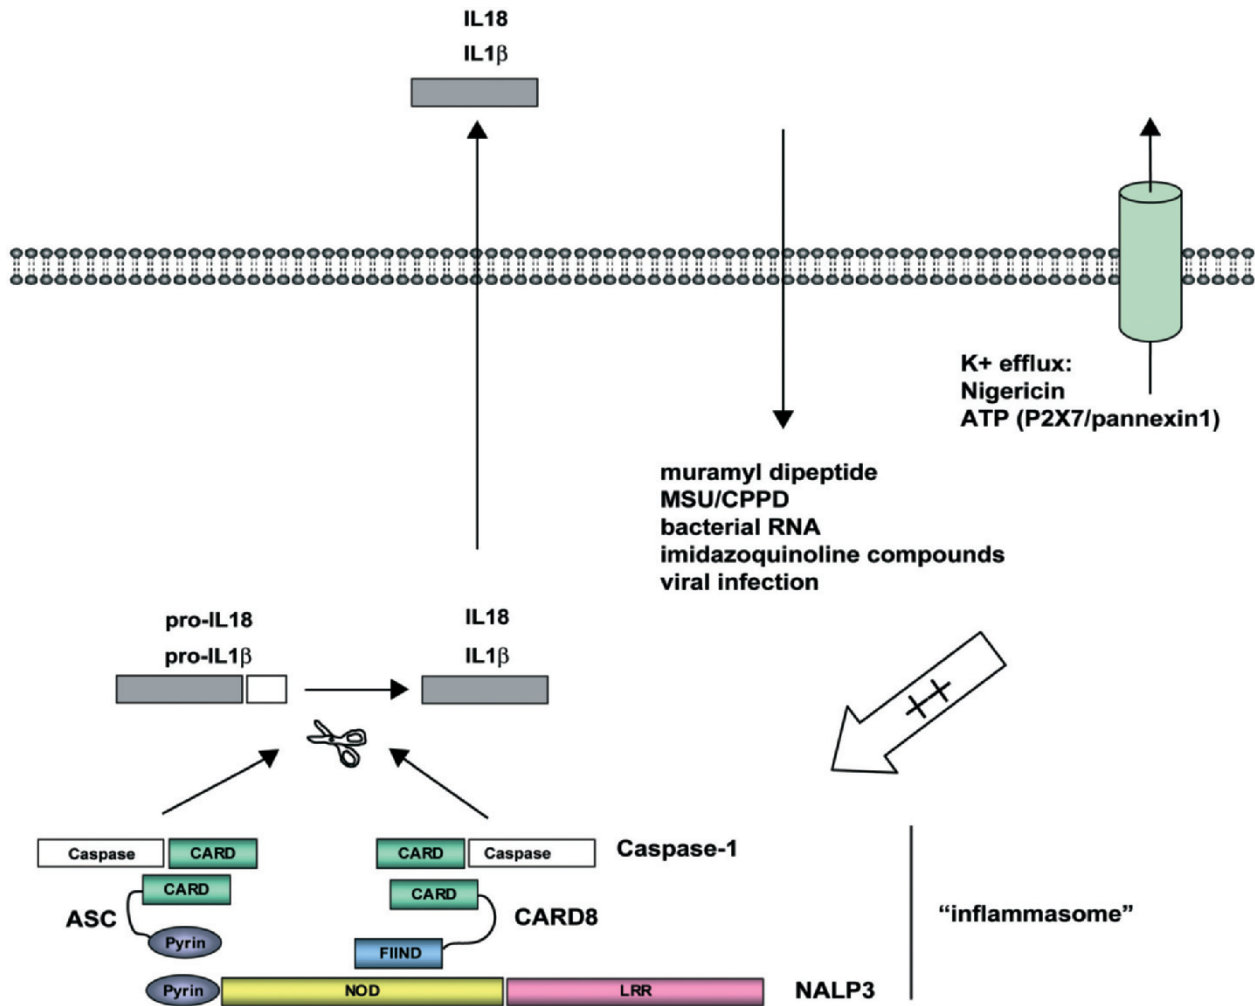 IL18
IL1β
K+ efflux:
Nigericin
ATP (P2X7/pannexin1)
muramyl dipeptide
MSU/CPPD
bacterial RNA
imidazoquinoline compounds
viral infection
pro-IL18
pro-IL1β
IL18
IL1β
++
Caspase CARD
CARD Caspase
Caspase-1
CARD
ASC
Pyrin
CARD
CARD8
FIIND
"inflammasome"
Pyrin NOD LRR
NALP3